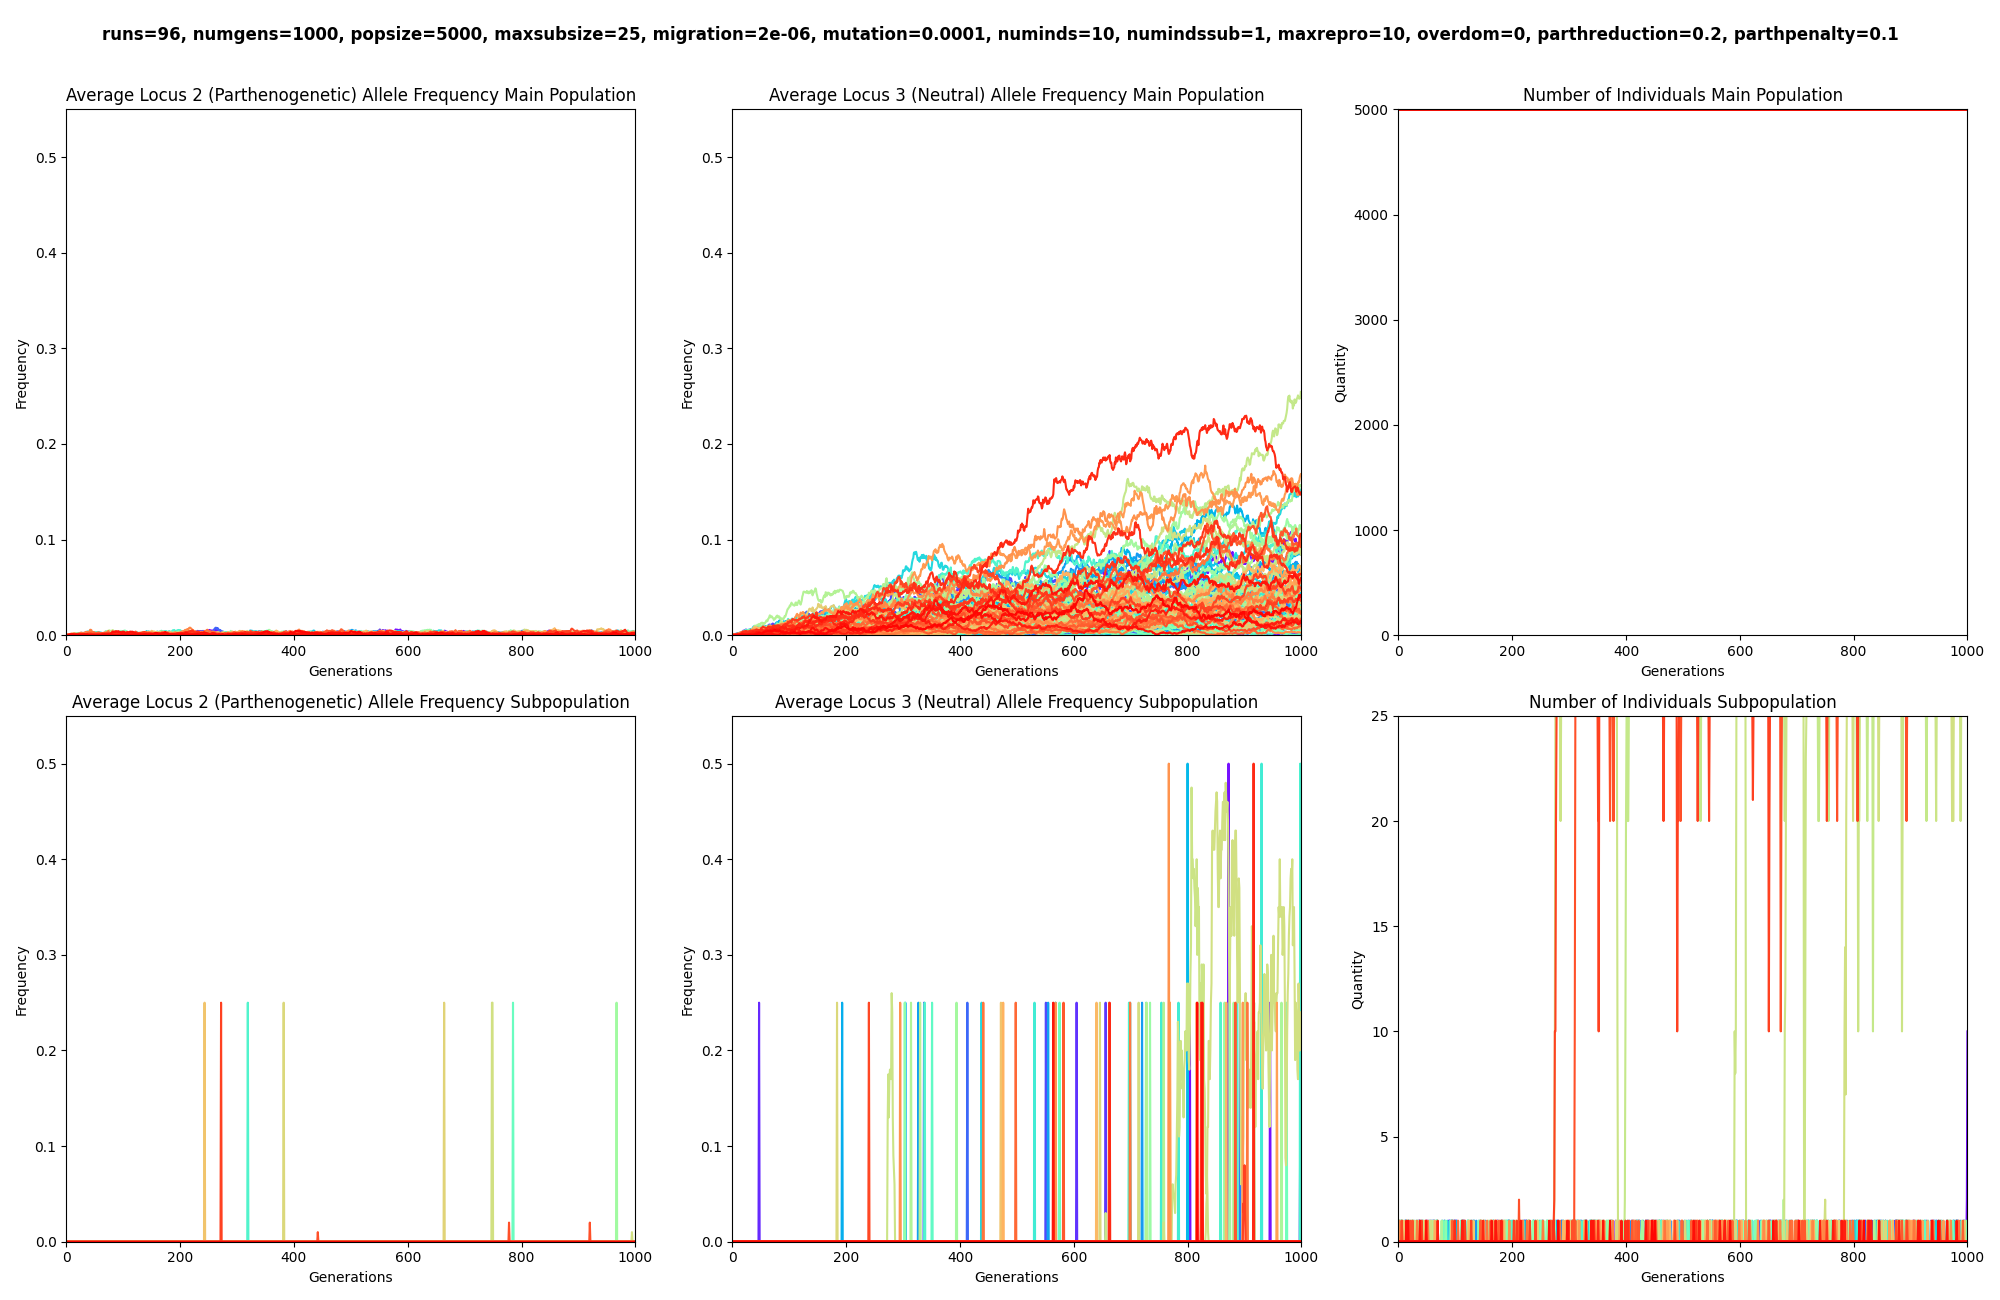 runs=96, numgens=1000, popsize=5000, maxsubsize=25, migration=2e-06, mutation=0.0001, numinds=10, numindssub=1, maxrepro=10, overdom=0, parthreduction=0.2, parthpenalty=0.1
Average Locus 2 (Parthenogenetic) Allele Frequency Main Population
Frequency
0.5
0.4
0.3
0.2
0.1
0.0
0 200 400 600 800 1000
Generations
Average Locus 3 (Neutral) Allele Frequency Main Population
Frequency
0.5
0.4
0.3
0.2
0.1
0.0
0 200 400 600 800 1000
Generations
Number of Individuals Main Population
Quantity
5000
4000
3000
2000
1000
0
0 200 400 600 800 1000
Generations
Average Locus 2 (Parthenogenetic) Allele Frequency Subpopulation
Frequency
0.5
0.4
0.3
0.2
0.1
0.0
0 200 400 600 800 1000
Generations
Average Locus 3 (Neutral) Allele Frequency Subpopulation
Frequency
0.5
0.4
0.3
0.2
0.1
0.0
0 200 400 600 800 1000
Generations
Number of Individuals Subpopulation
Quantity
25
20
15
10
5
0
0 200 400 600 800 1000
Generations